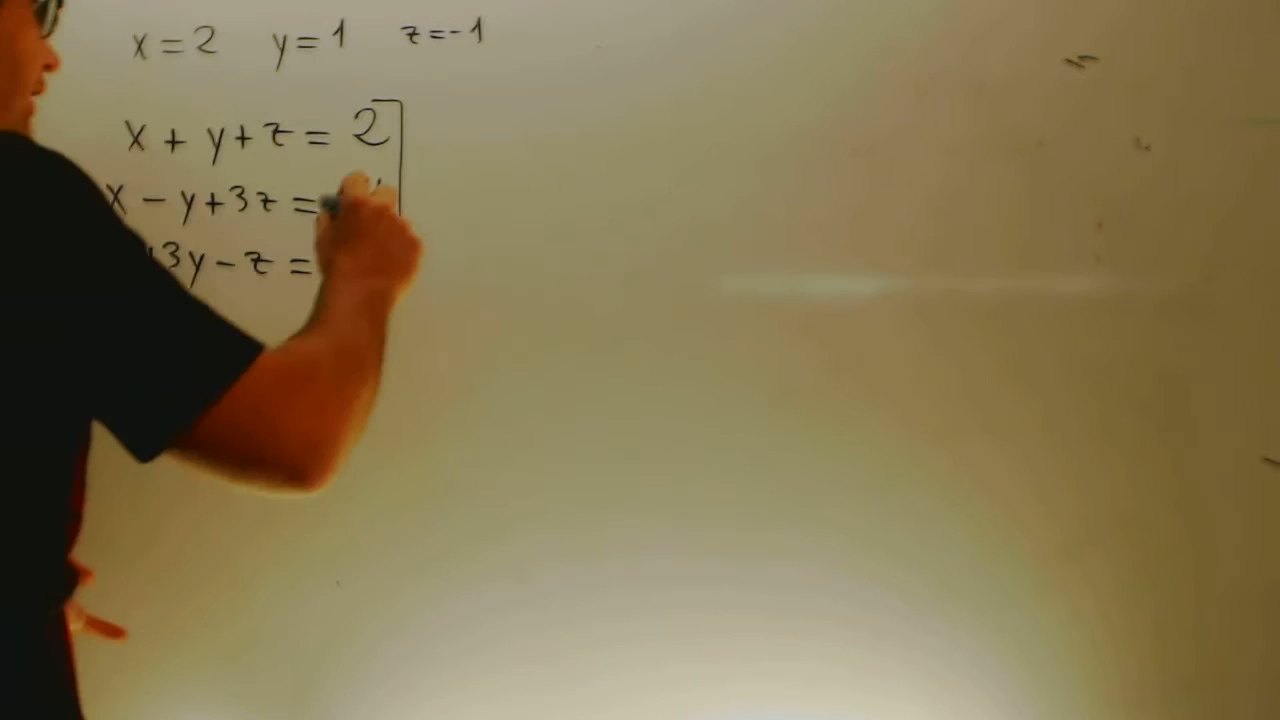 x = 2 y = 1 z = -1
x + y + z = 2
x - y + 3z =
3y - z =